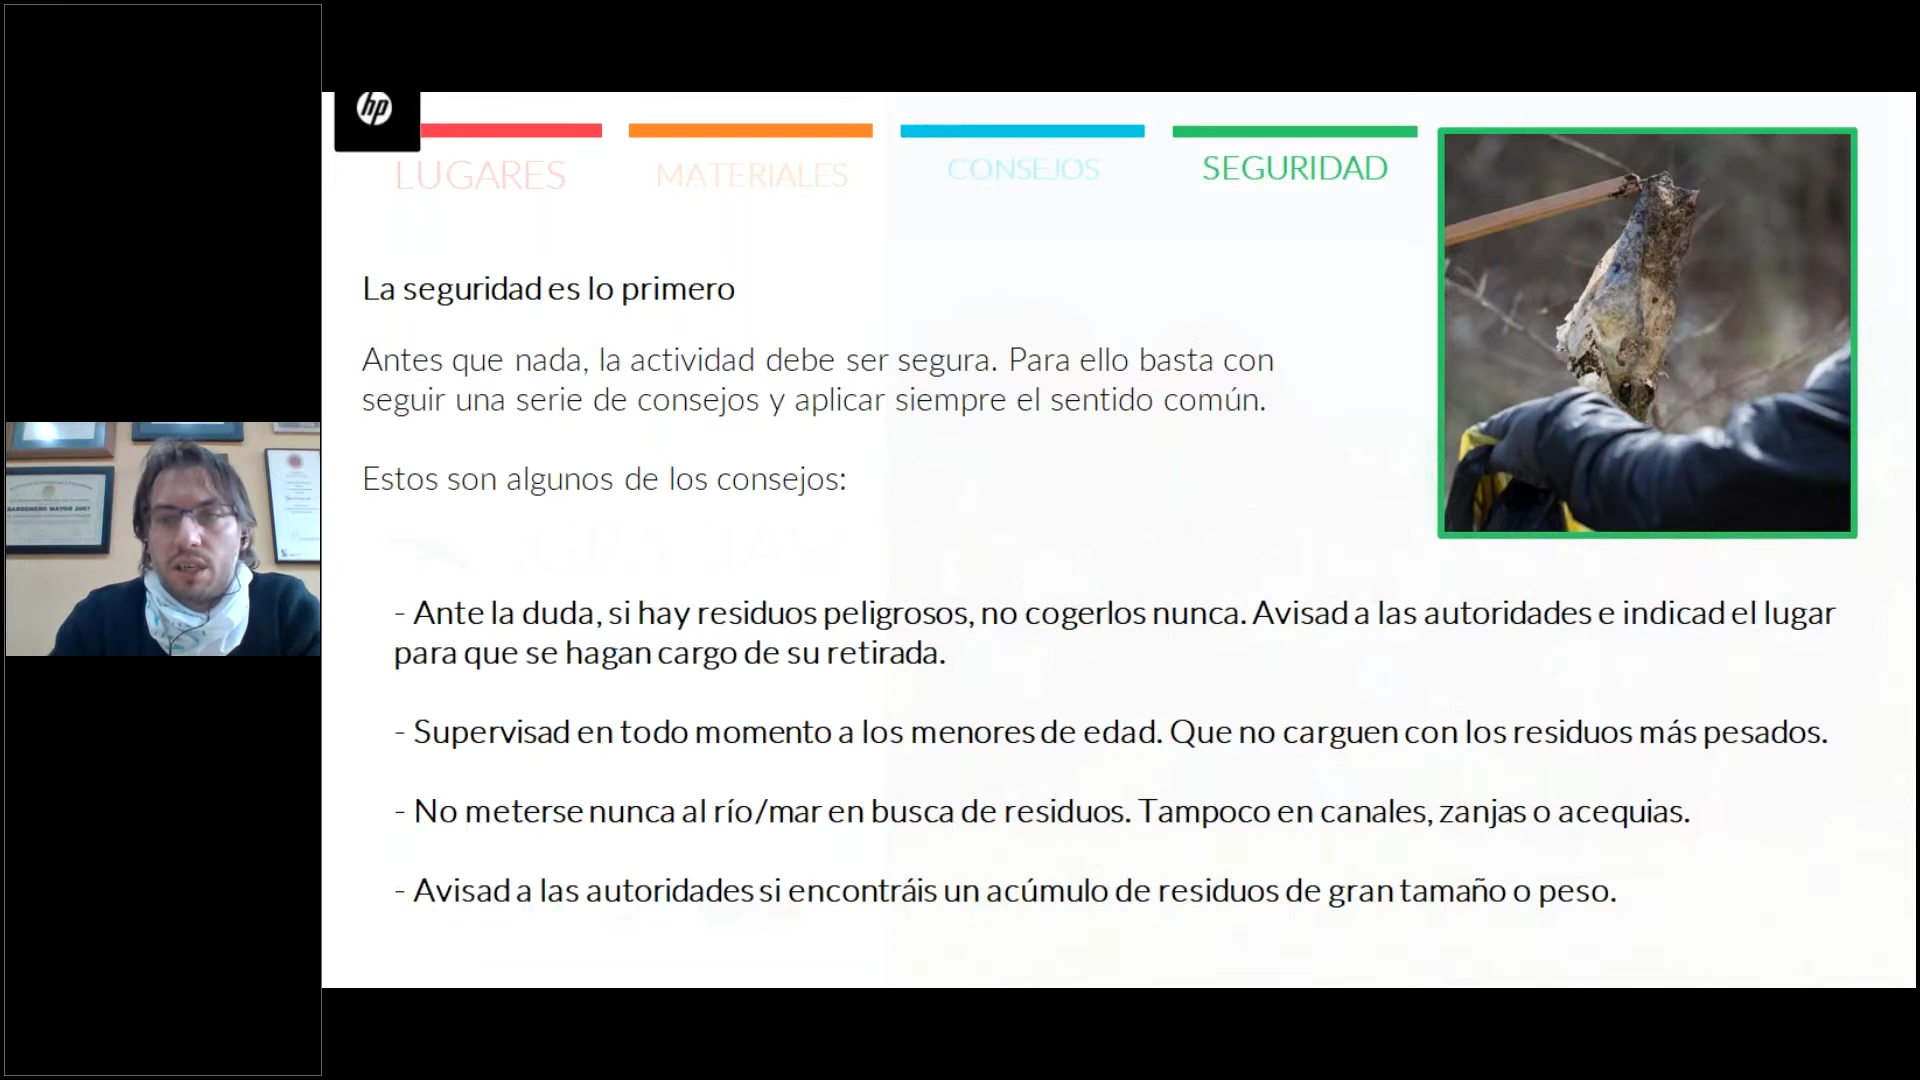 hp
LUGARES
MATERIALES
CONSEJOS
SEGURIDAD
La seguridad es lo primero
Antes que nada, la actividad debe ser segura. Para ello basta con
seguir una serie de consejos y aplicar siempre el sentido común.
Estos son algunos de los consejos:
- Ante la duda, si hay residuos peligrosos, no cogerlos nunca. Avisad a las autoridades e indicad el lugar
para que se hagan cargo de su retirada.
- Supervisad en todo momento a los menores de edad. Que no carguen con los residuos más pesados.
- No meterse nunca al río/mar en busca de residuos. Tampoco en canales, zanjas o acequias.
- Avisad a las autoridades si encontráis un acúmulo de residuos de gran tamaño o peso.